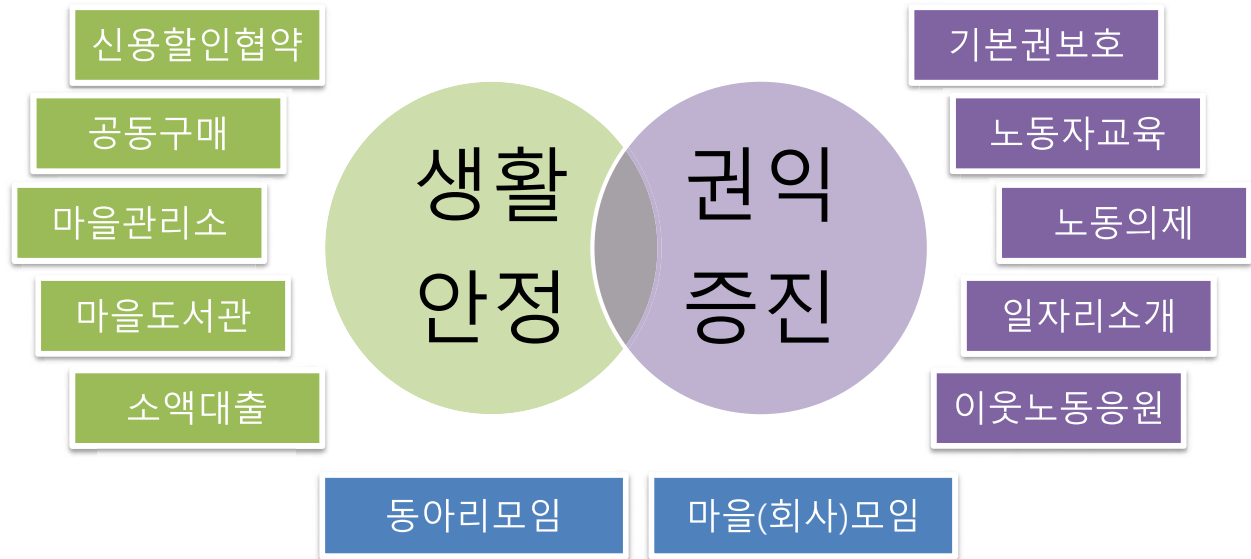 신용할인협약
공동구매
마을관리소
마을도서관
소액대출
생활
안정
권익
증진
기본권보호
노동자교육
노동의제
일자리소개
이웃노동응원
동아리모임
마을(회사)모임